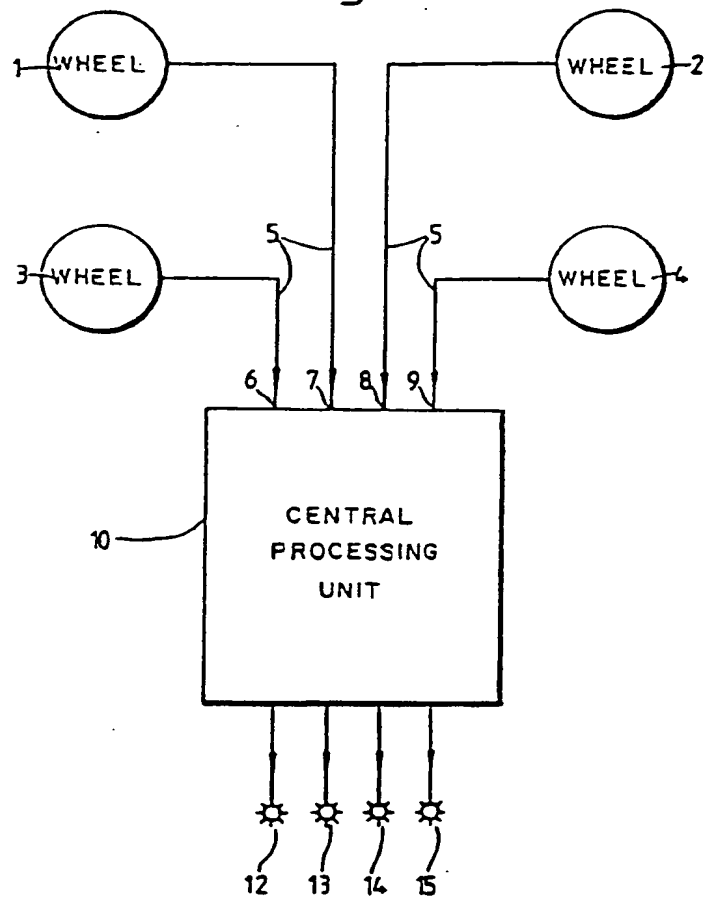 1 WHEEL
WHEEL 2
5 5
3 WHEEL
WHEEL 4
6 7 8 9
10
CENTRAL
PROCESSING
UNIT
12 13 14 15